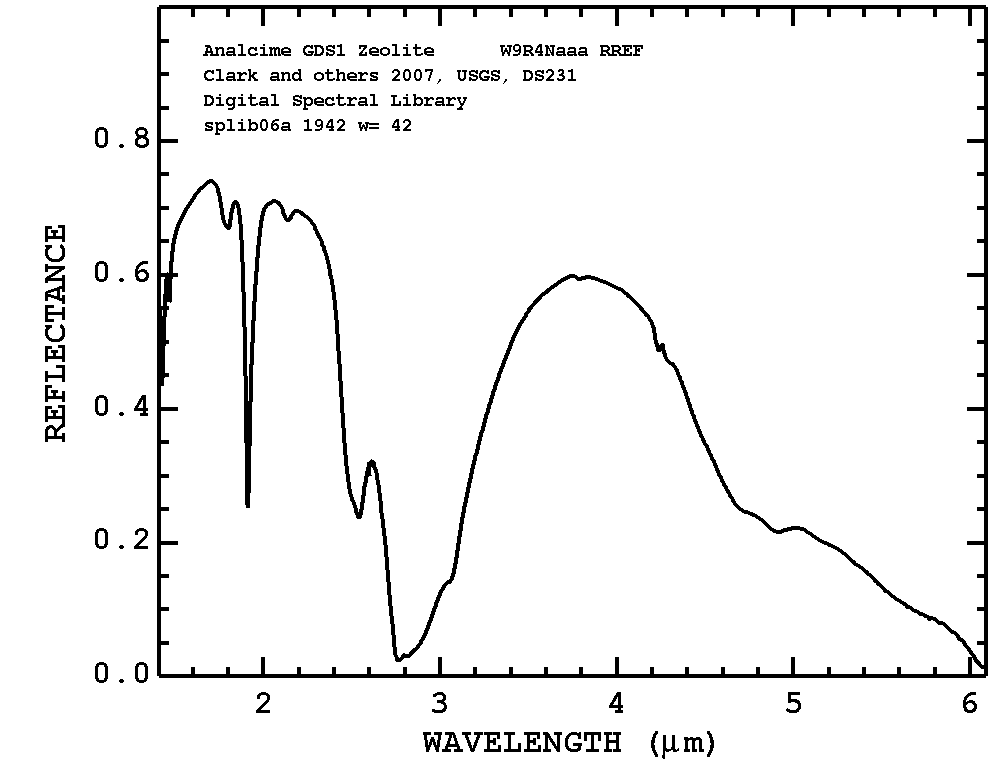 Analcime GDS1 Zeolite W9R4Naaa RREF
Clark and others 2007, USGS, DS231
Digital Spectral Library
splib06a 1942 w= 42
0.8
0.6
0.4
0.2
0.0
REFLECTANCE
2 3 4 5 6
WAVELENGTH (μm)